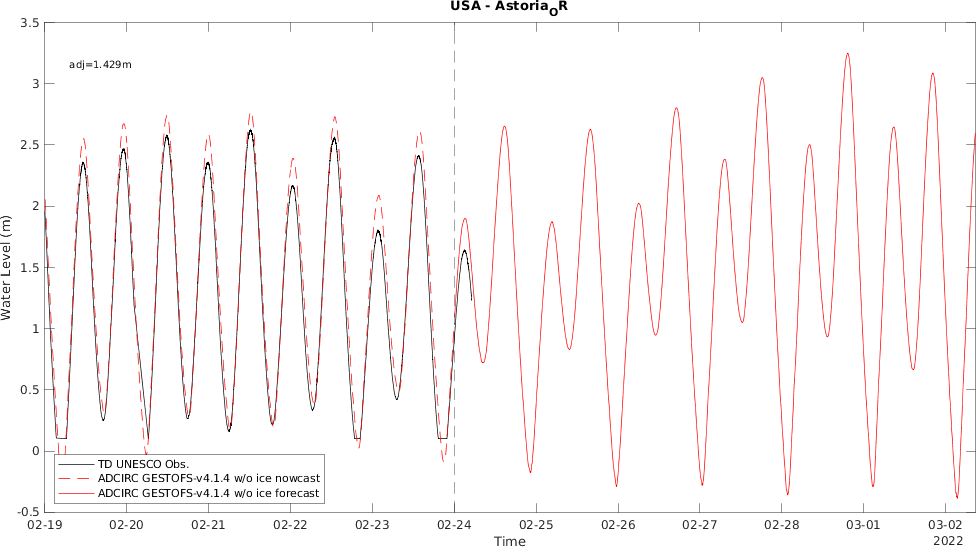 USA - Astoria_OR
adj=1.429m
3.5
3
2.5
2
1.5
1
0.5
0
-0.5
Water Level (m)
TD UNESCO Obs.
ADCIRC GESTOFS-v4.1.4 w/o ice nowcast
ADCIRC GESTOFS-v4.1.4 w/o ice forecast
02-19 02-20 02-21 02-22 02-23 02-24 02-25 02-26 02-27 02-28 03-01 03-02
Time
2022